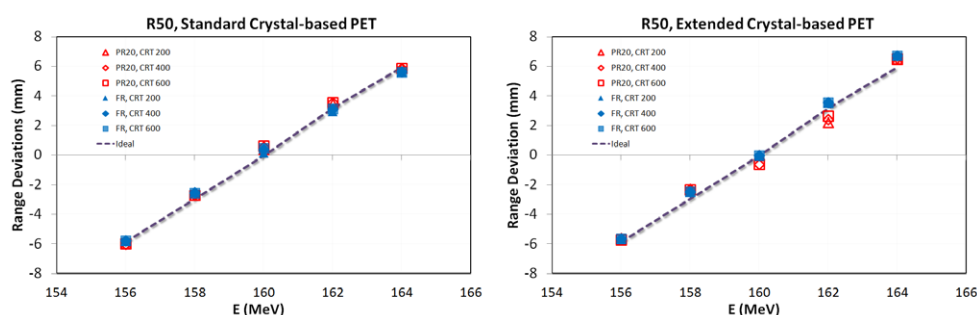 R50, Standard Crystal-based PET
Range Deviations (mm)
8
6
4
2
0
-2
-4
-6
-8
PR20, CRT 200
PR20, CRT 400
PR20, CRT 600
FR, CRT 200
FR, CRT 400
FR, CRT 600
Ideal
154 156 158 160 162 164 166
E (MeV)
R50, Extended Crystal-based PET
Range Deviation (mm)
8
6
4
2
0
-2
-4
-6
-8
PR20, CRT 200
PR20, CRT 400
PR20, CRT 600
FR, CRT 200
FR, CRT 400
FR, CRT 600
Ideal
154 156 158 160 162 164 166
E (MeV)